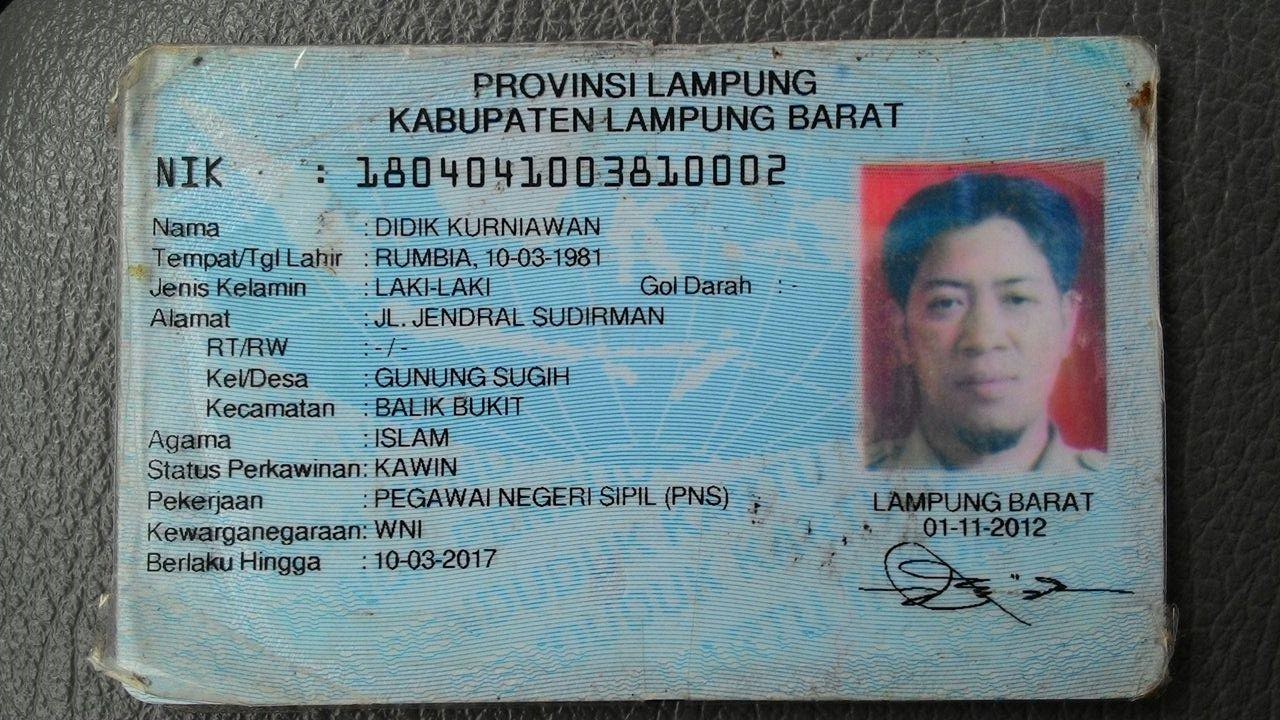 PROVINSI LAMPUNG
KABUPATEN LAMPUNG BARAT
NIK : 1804041003810002
Nama : DIDIK KURNIAWAN
Tempat/Tgl Lahir : RUMBIA, 10-03-1981
Jenis Kelamin : LAKI-LAKI Gol Darah : -
Alamat : JL. JENDRAL SUDIRMAN
RT/RW : - / -
Kel/Desa : GUNUNG SUGIH
Kecamatan : BALIK BUKIT
Agama : ISLAM
Status Perkawinan: KAWIN
Pekerjaan : PEGAWAI NEGERI SIPIL (PNS)
Kewarganegaraan: WNI
Berlaku Hingga : 10-03-2017
LAMPUNG BARAT
01-11-2012